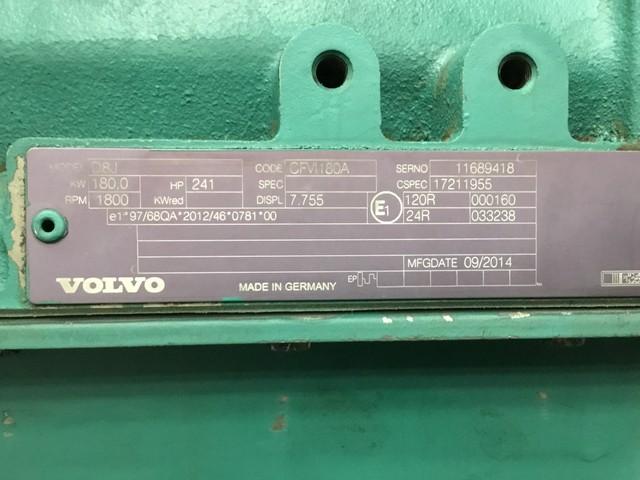 MODEL D8J CODE CFVI180A SERNO 11689418
KW 180,0 HP 241 SPEC CSPEC 17211955
RPM 1800 KWred DISPL 7.755 E1 120R 000160
e1*97/68QA*2012/46*0781*00 24R 033238
MFGDATE 09/2014
VOLVO MADE IN GERMANY EP